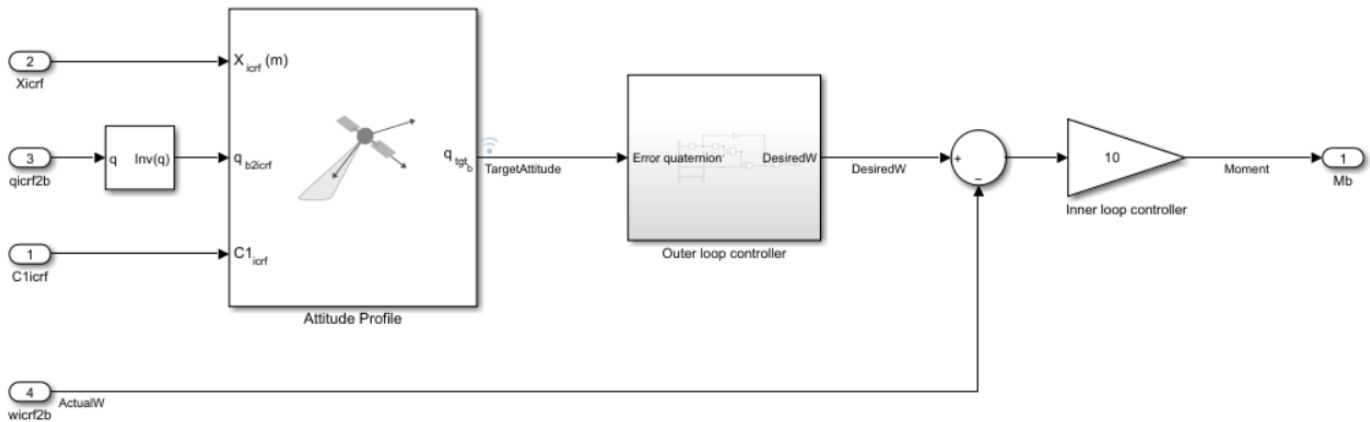 2
Xicrf
3
qicrf2b
q Inv(q)
1
C1icrf
X icrf (m)
q b2icrf
C1 icrf
q tgt b
Attitude Profile
TargetAttitude
Error quaternion
DesiredW
Outer loop controller
DesiredW
+
−
10
Inner loop controller
Moment
1
Mb
4
wicrf2b
ActualW